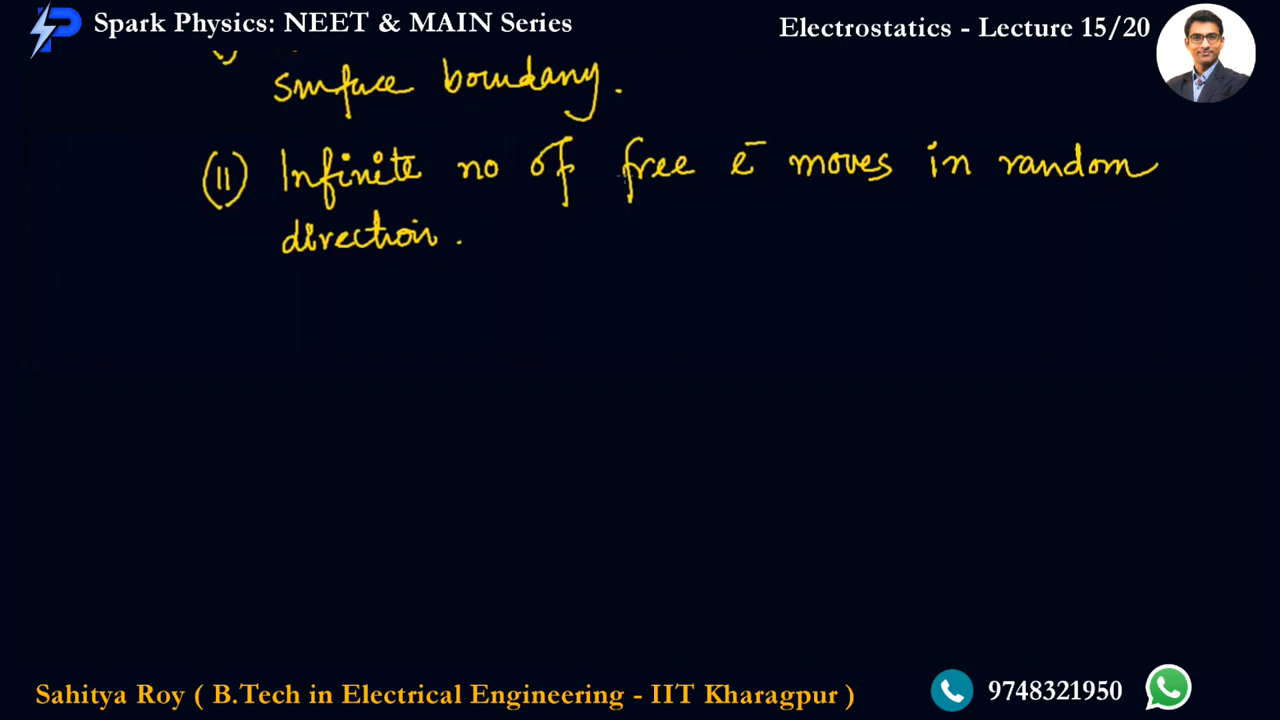 Spark Physics: NEET & MAIN Series
Electrostatics - Lecture 15/20
surface boundary.
(II) Infinite no of free e⁻ moves in random
direction.
Sahitya Roy ( B.Tech in Electrical Engineering - IIT Kharagpur )
9748321950